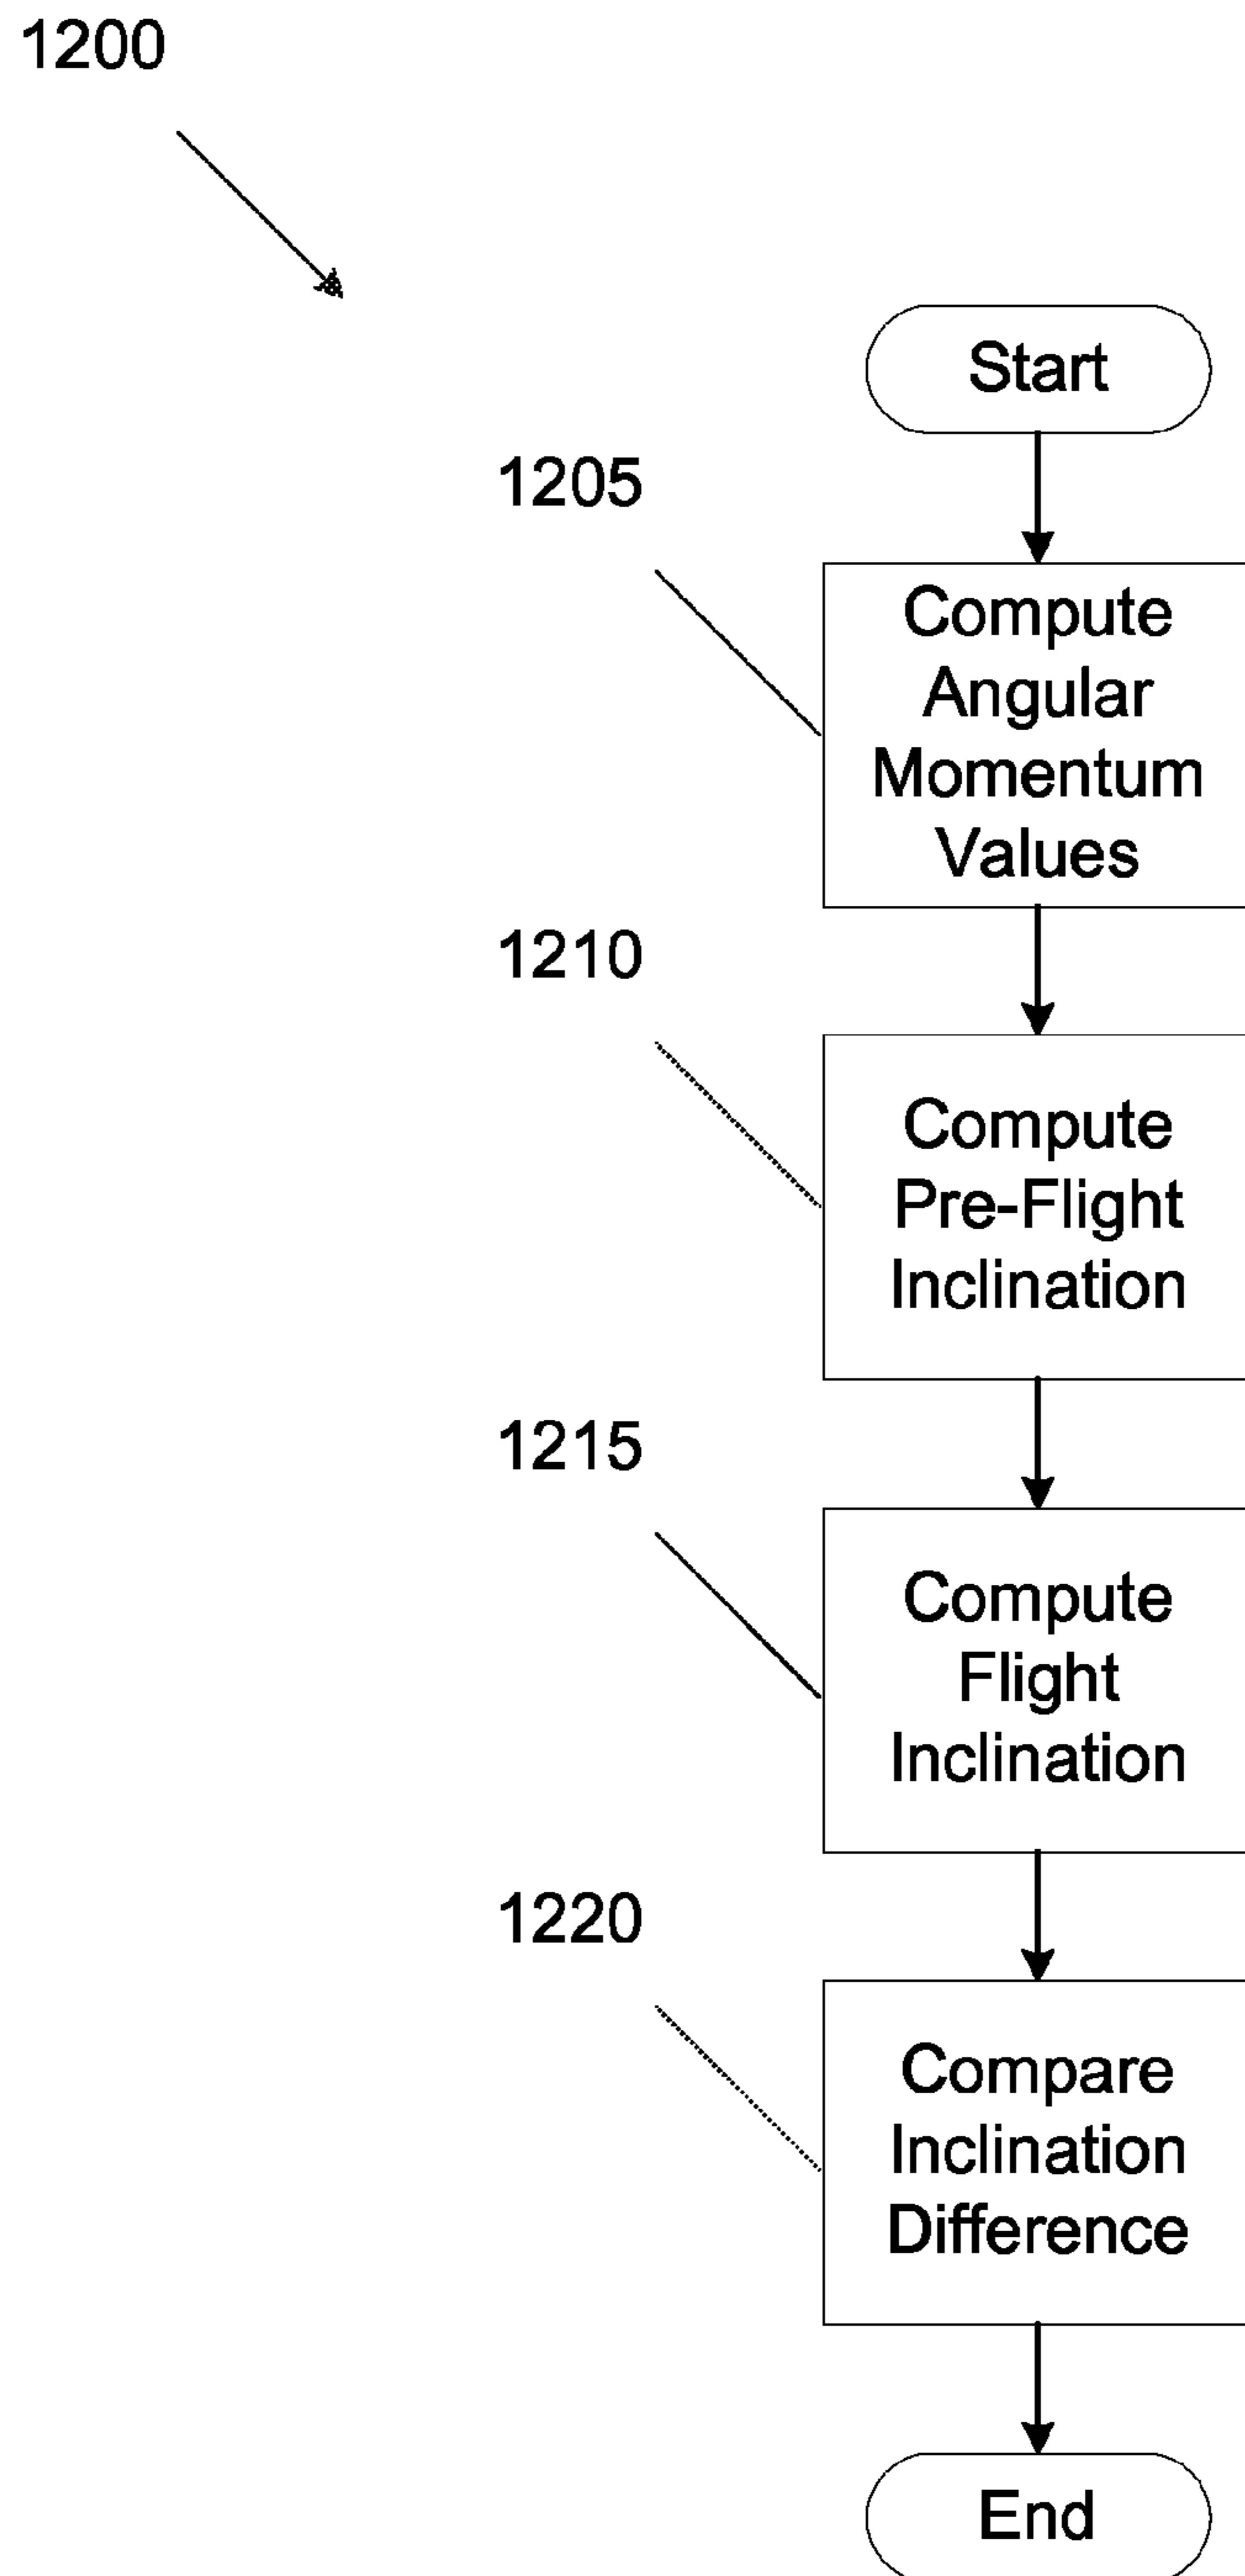 1200
Start
1205
Compute
Angular
Momentum
Values
1210
Compute
Pre-Flight
Inclination
1215
Compute
Flight
Inclination
1220
Compare
Inclination
Difference
End